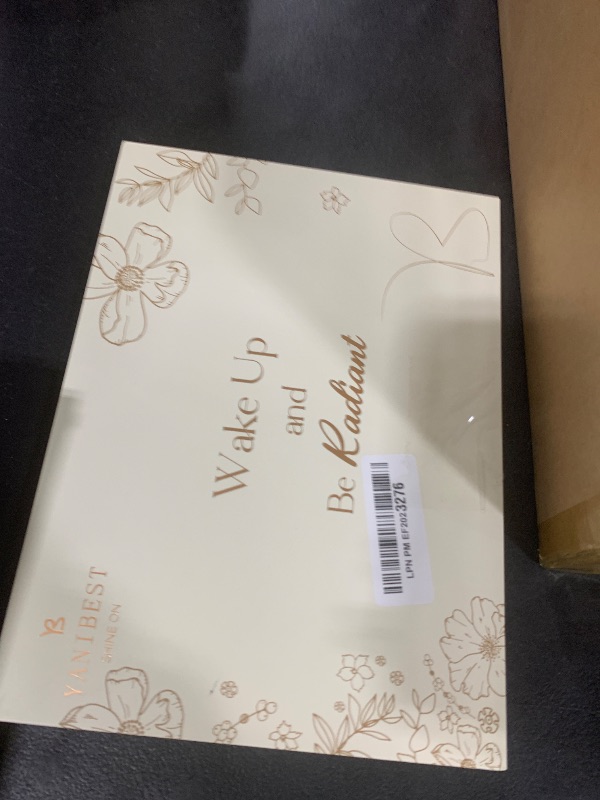 Wake Up
and
Be Radiant
LPN PM EF2023276
B
YANIBEST
SHINE ON